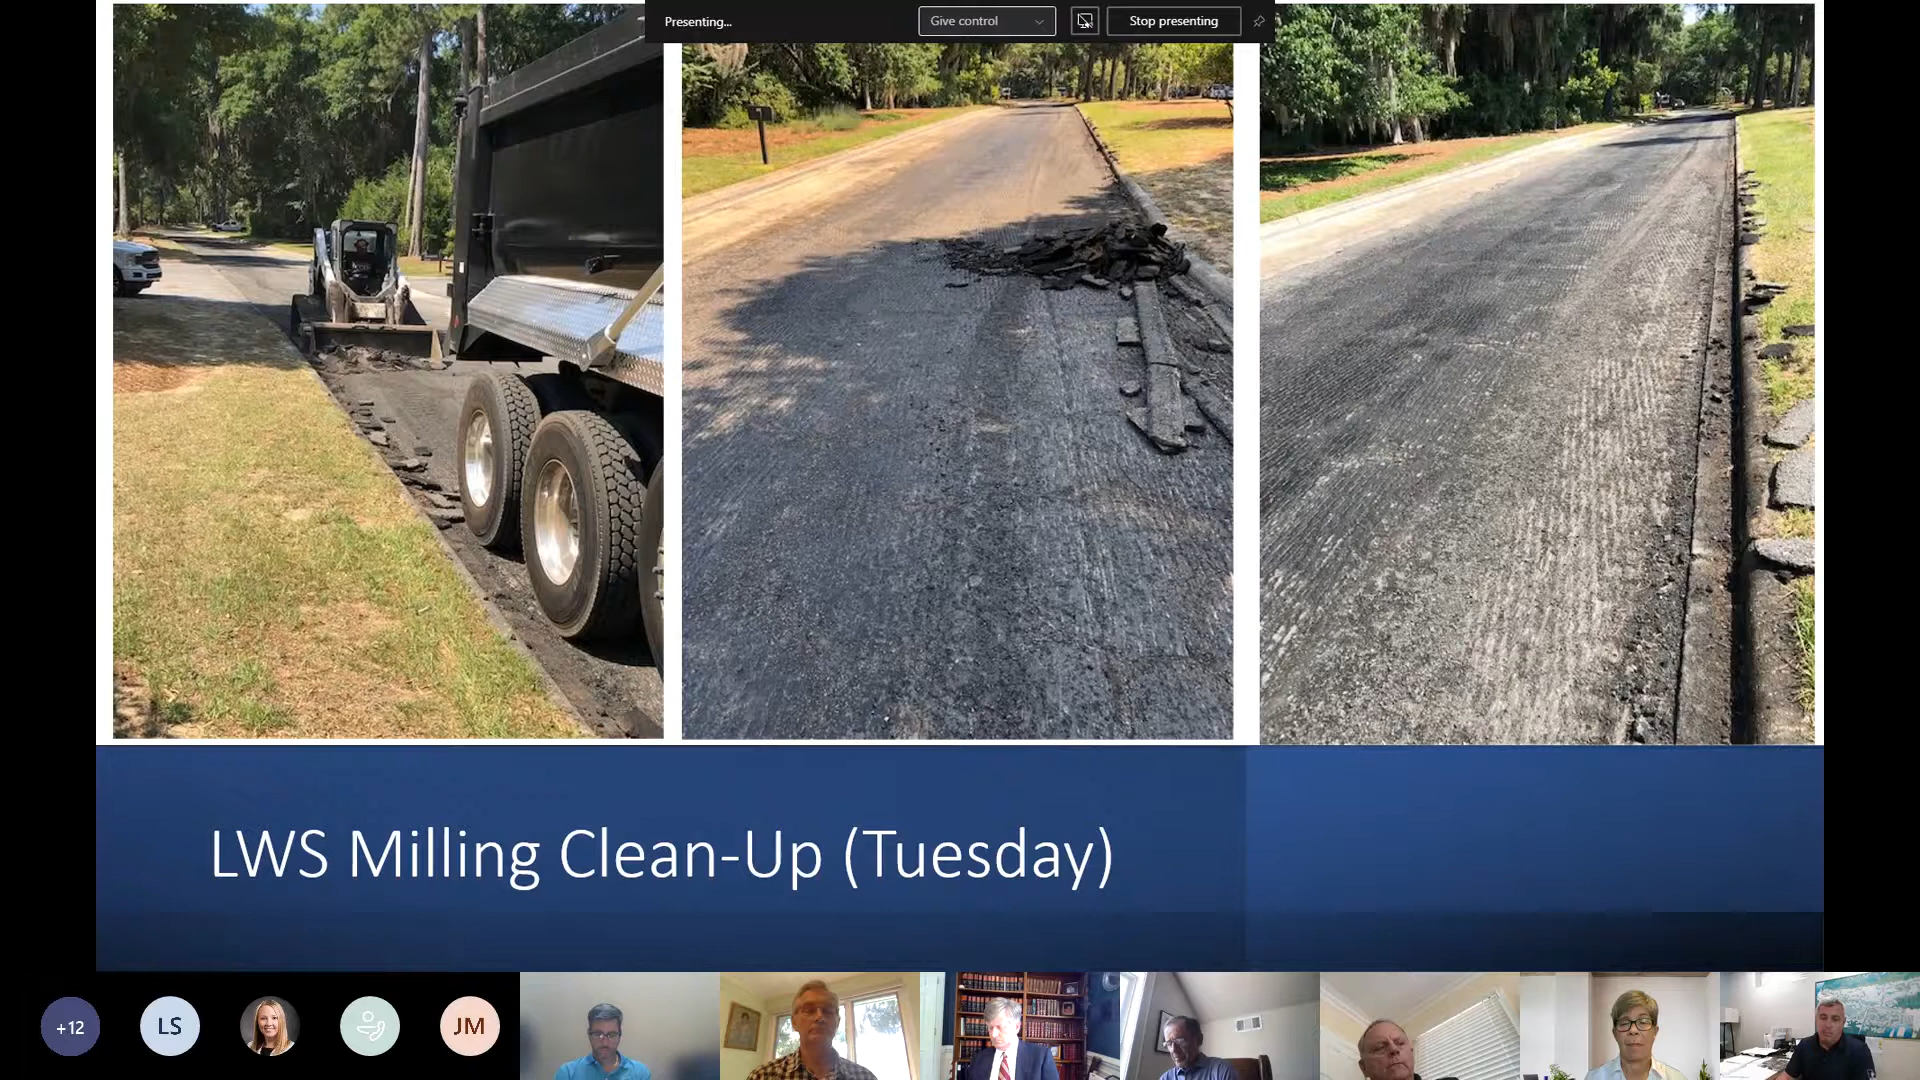 Presenting...
Give control
Stop presenting
LWS Milling Clean-Up (Tuesday)
+12
LS
JM